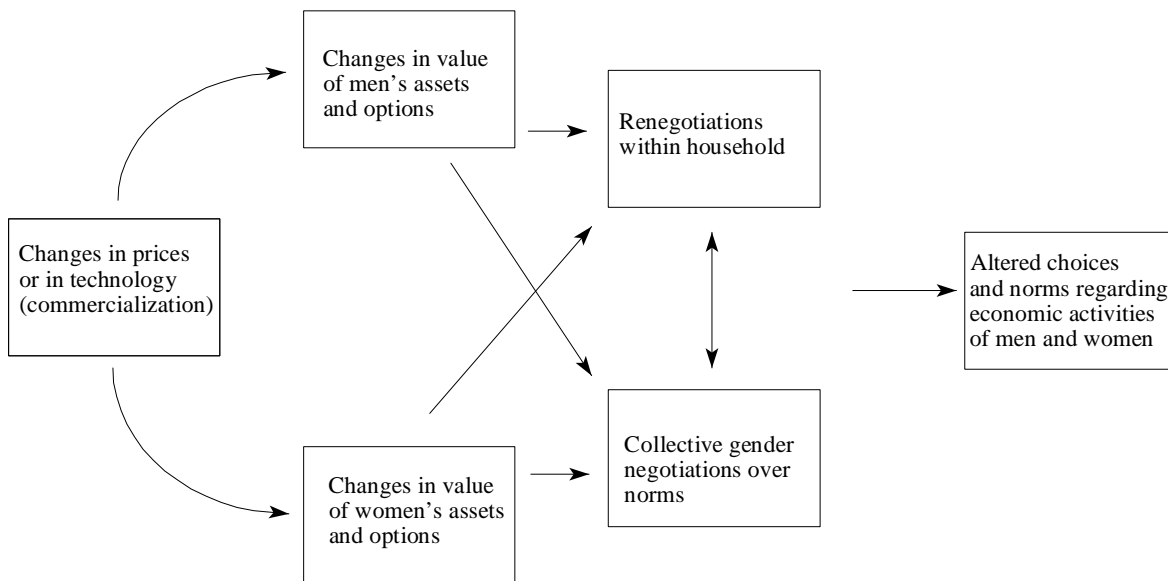 Changes in value
of men's assets
and options
Renegotiations
within household
Changes in prices
or in technology
(commercialization)
Altered choices
and norms regarding
economic activities
of men and women
Collective gender
negotiations over
norms
Changes in value
of women's assets
and options